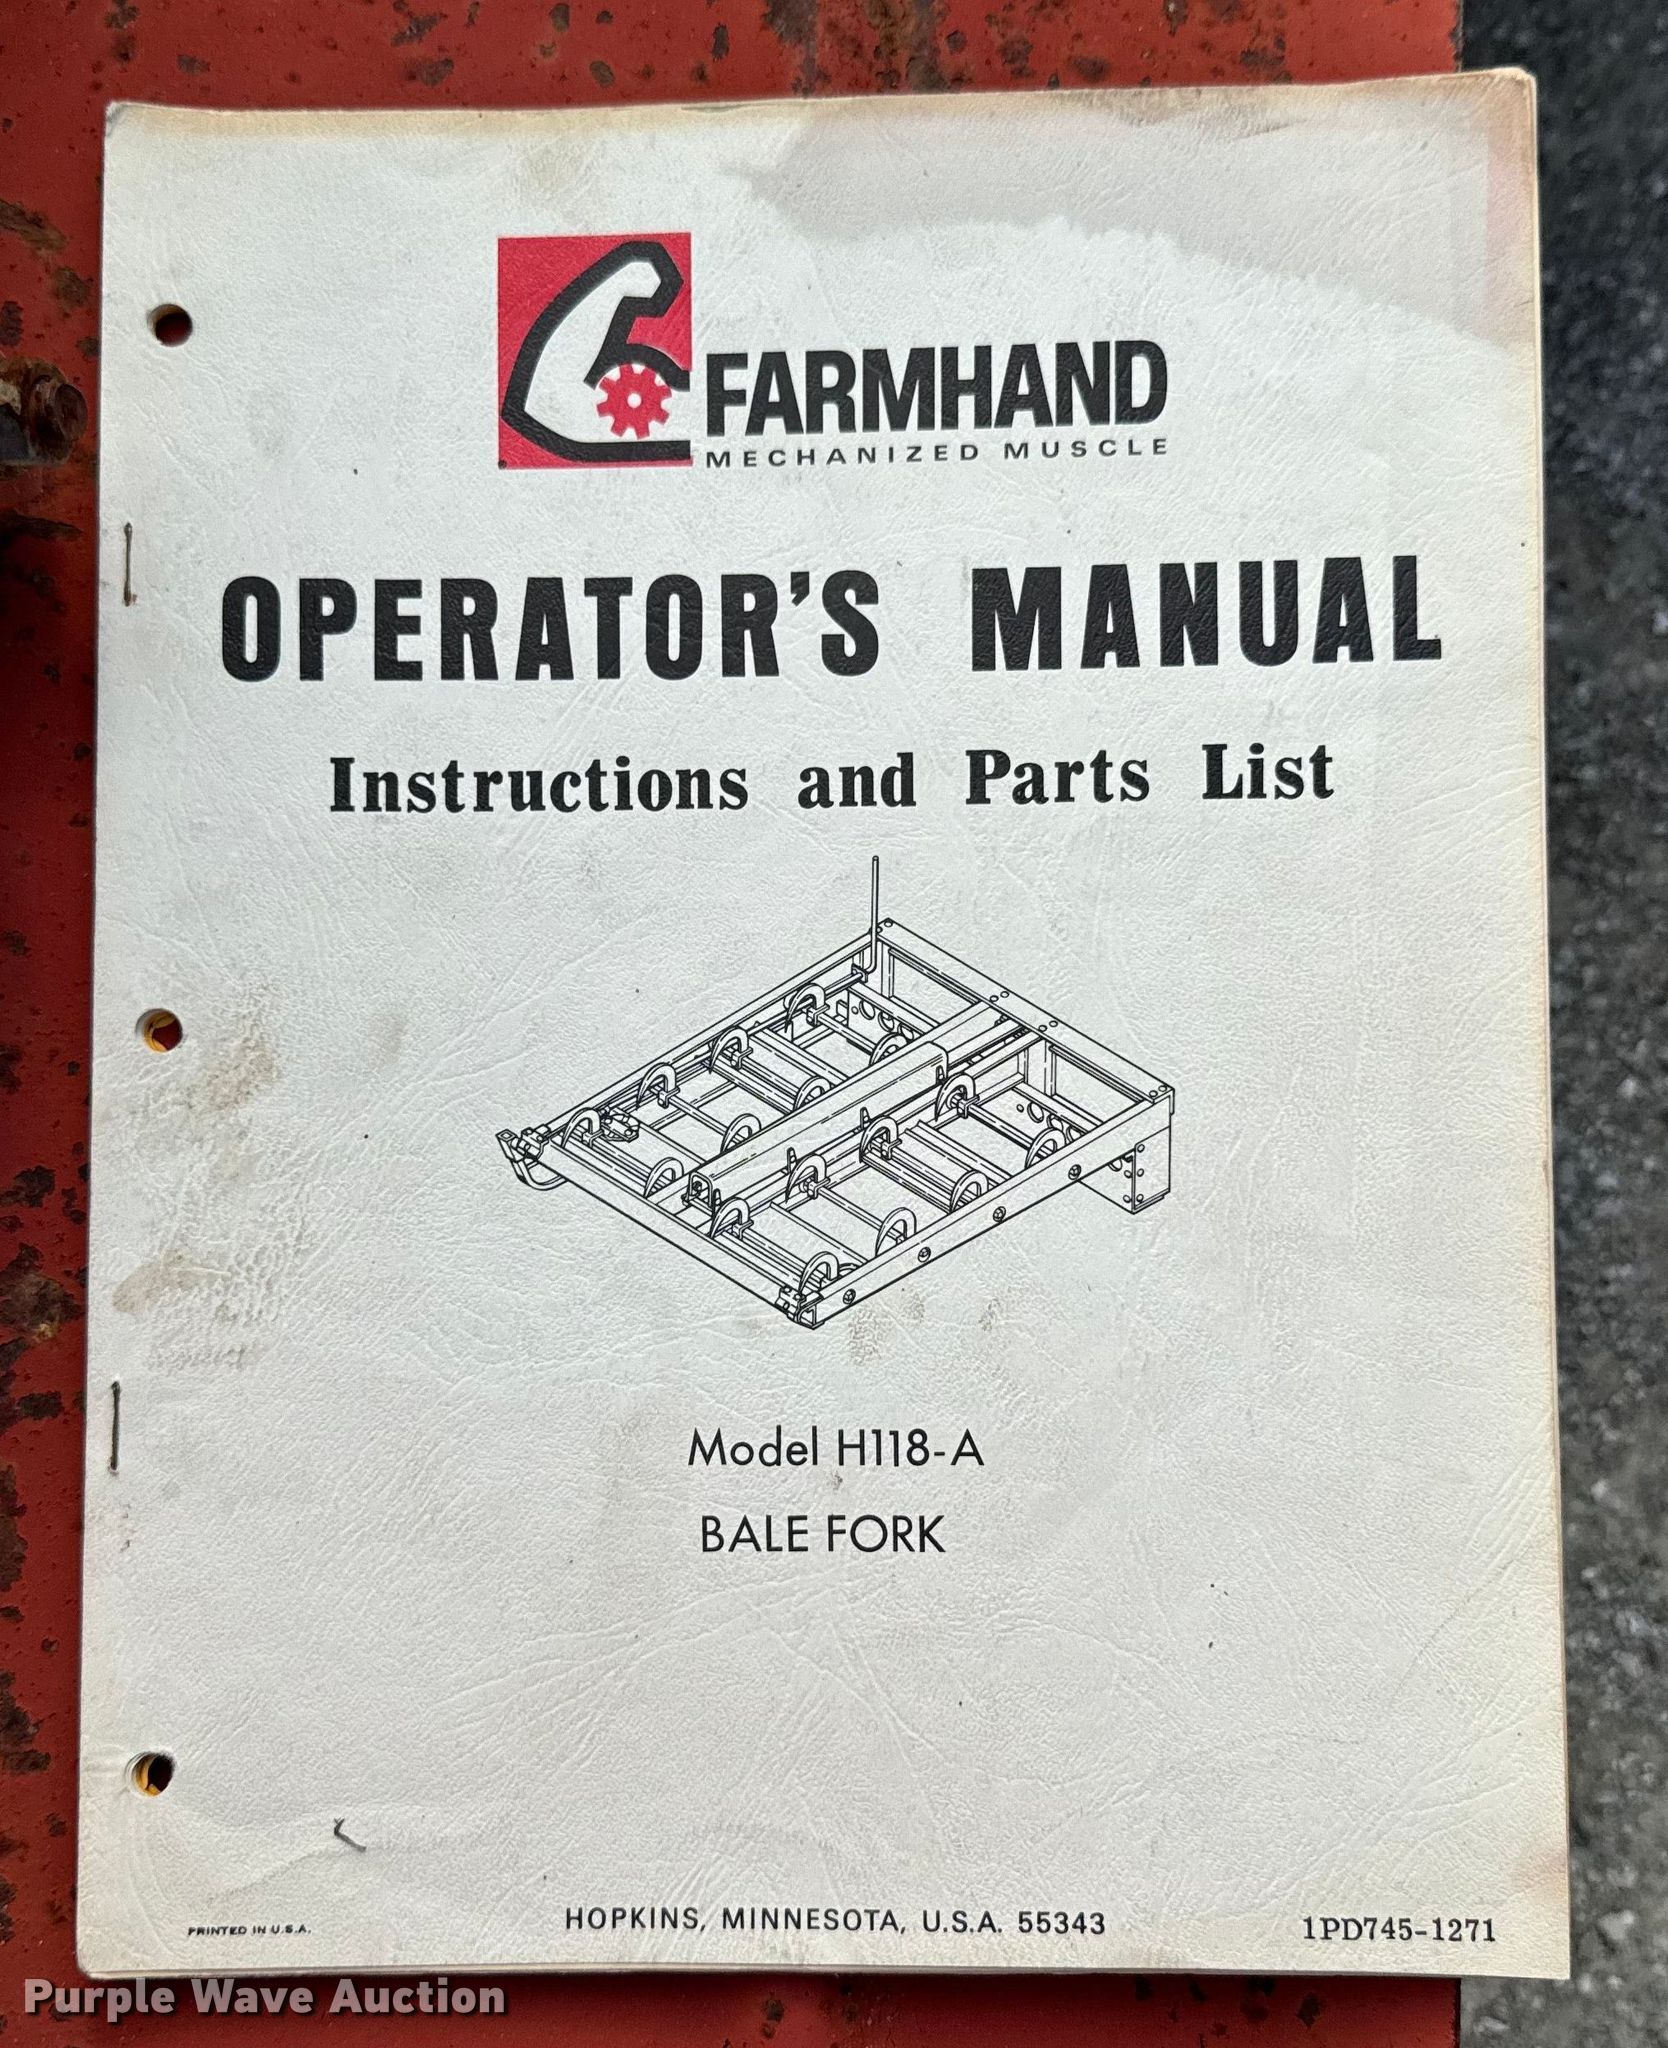 FARMHAND
MECHANIZED MUSCLE
OPERATOR'S MANUAL
Instructions and Parts List
Model H118-A
BALE FORK
PRINTED IN U.S.A.
HOPKINS, MINNESOTA, U.S.A. 55343
1PD745-1271
Purple Wave Auction